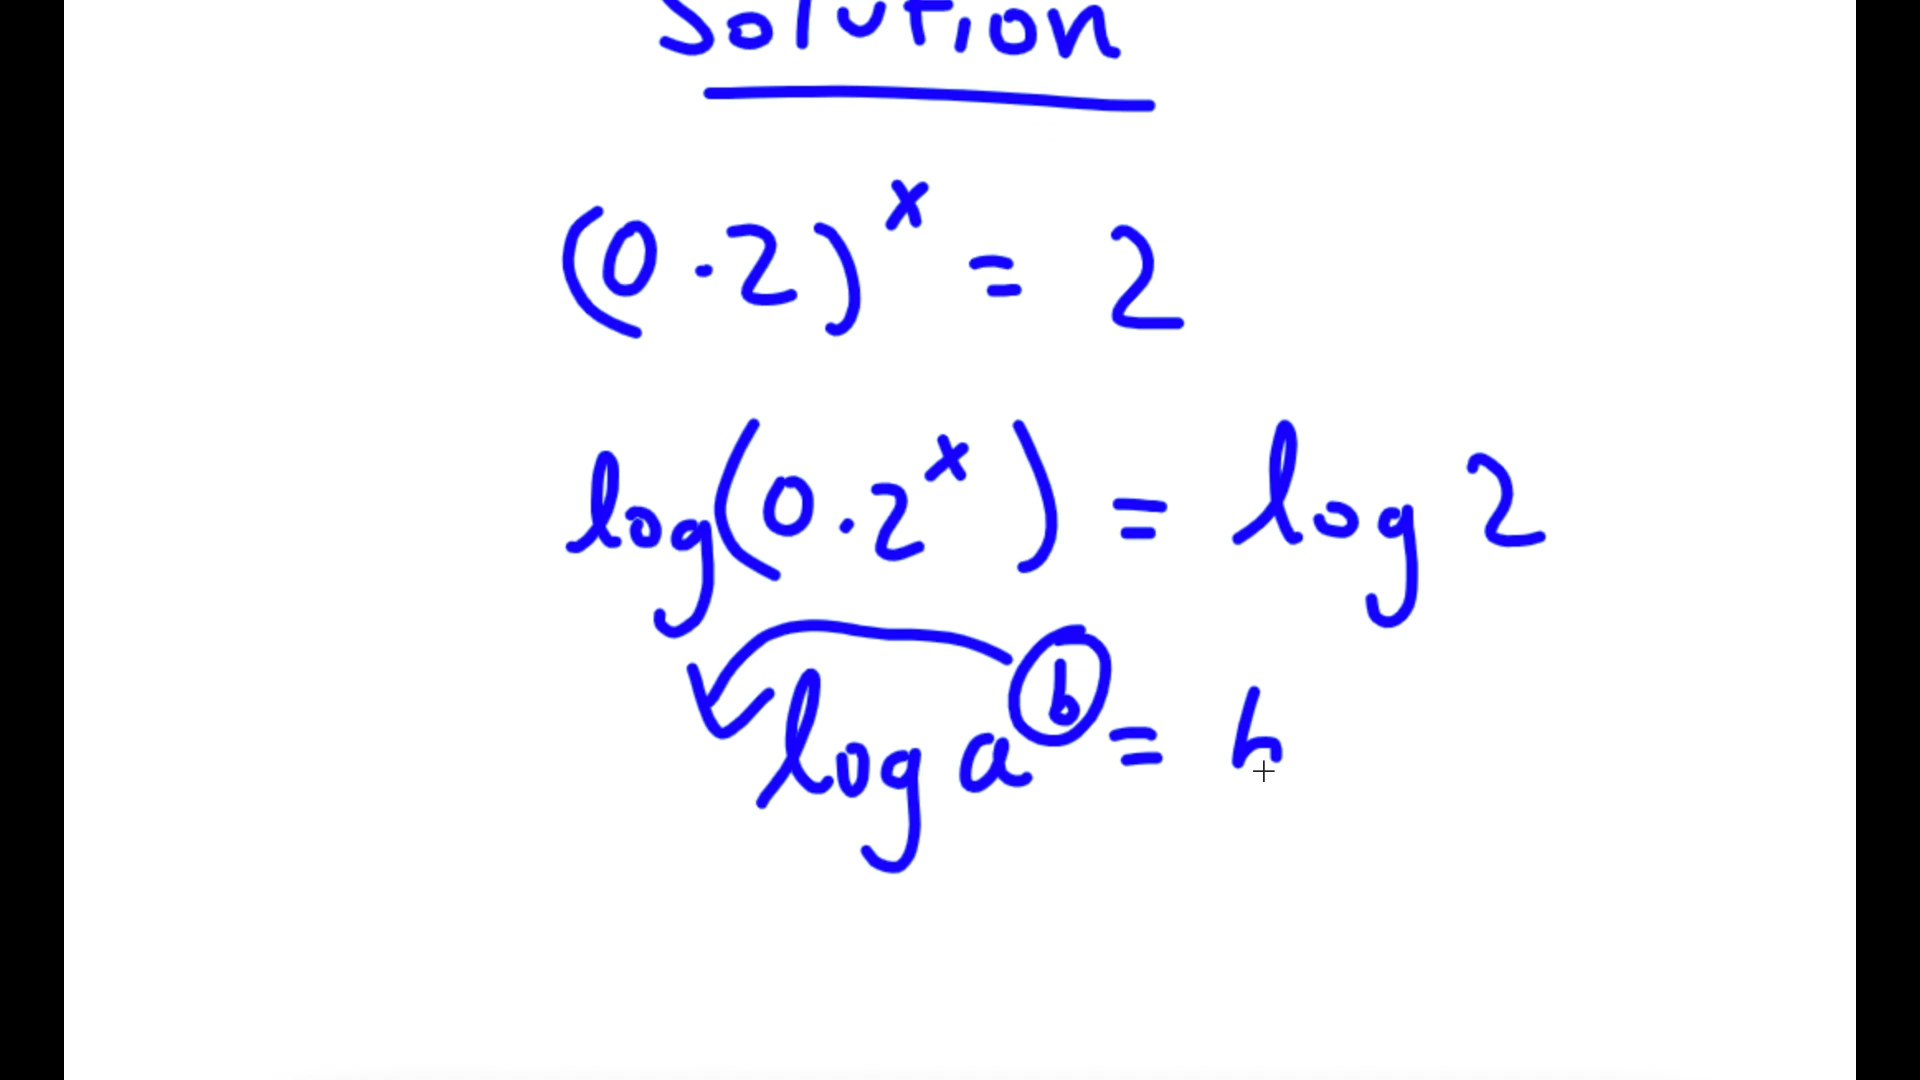 Solution
(0.2)^x = 2
log(0.2^x) = log 2
log a^b =